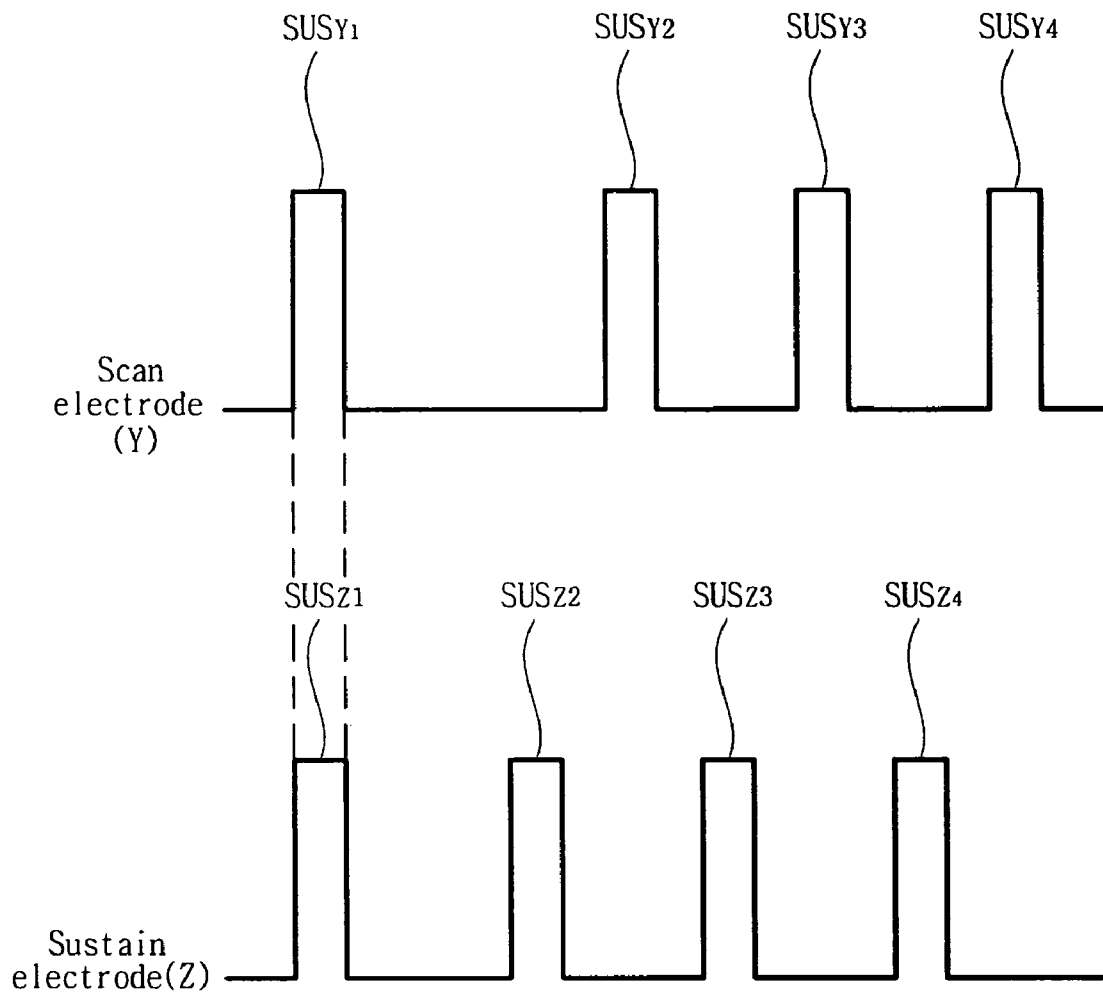 SUSY1 SUSY2 SUSY3 SUSY4
Scan
electrode
(Y)
SUSZ1 SUSZ2 SUSZ3 SUSZ4
Sustain
electrode(Z)